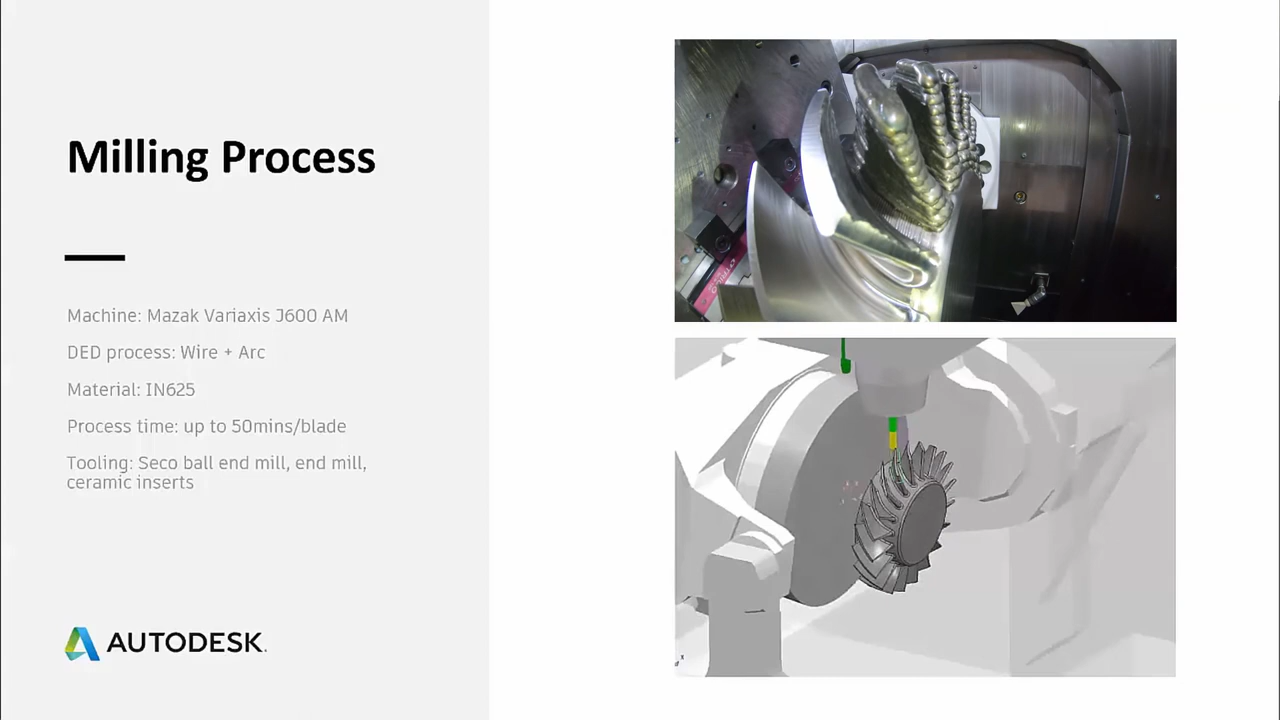 Milling Process
Machine: Mazak Variaxis J600 AM
DED process: Wire + Arc
Material: IN625
Process time: up to 50mins/blade
Tooling: Seco ball end mill, end mill,
ceramic inserts
AUTODESK.